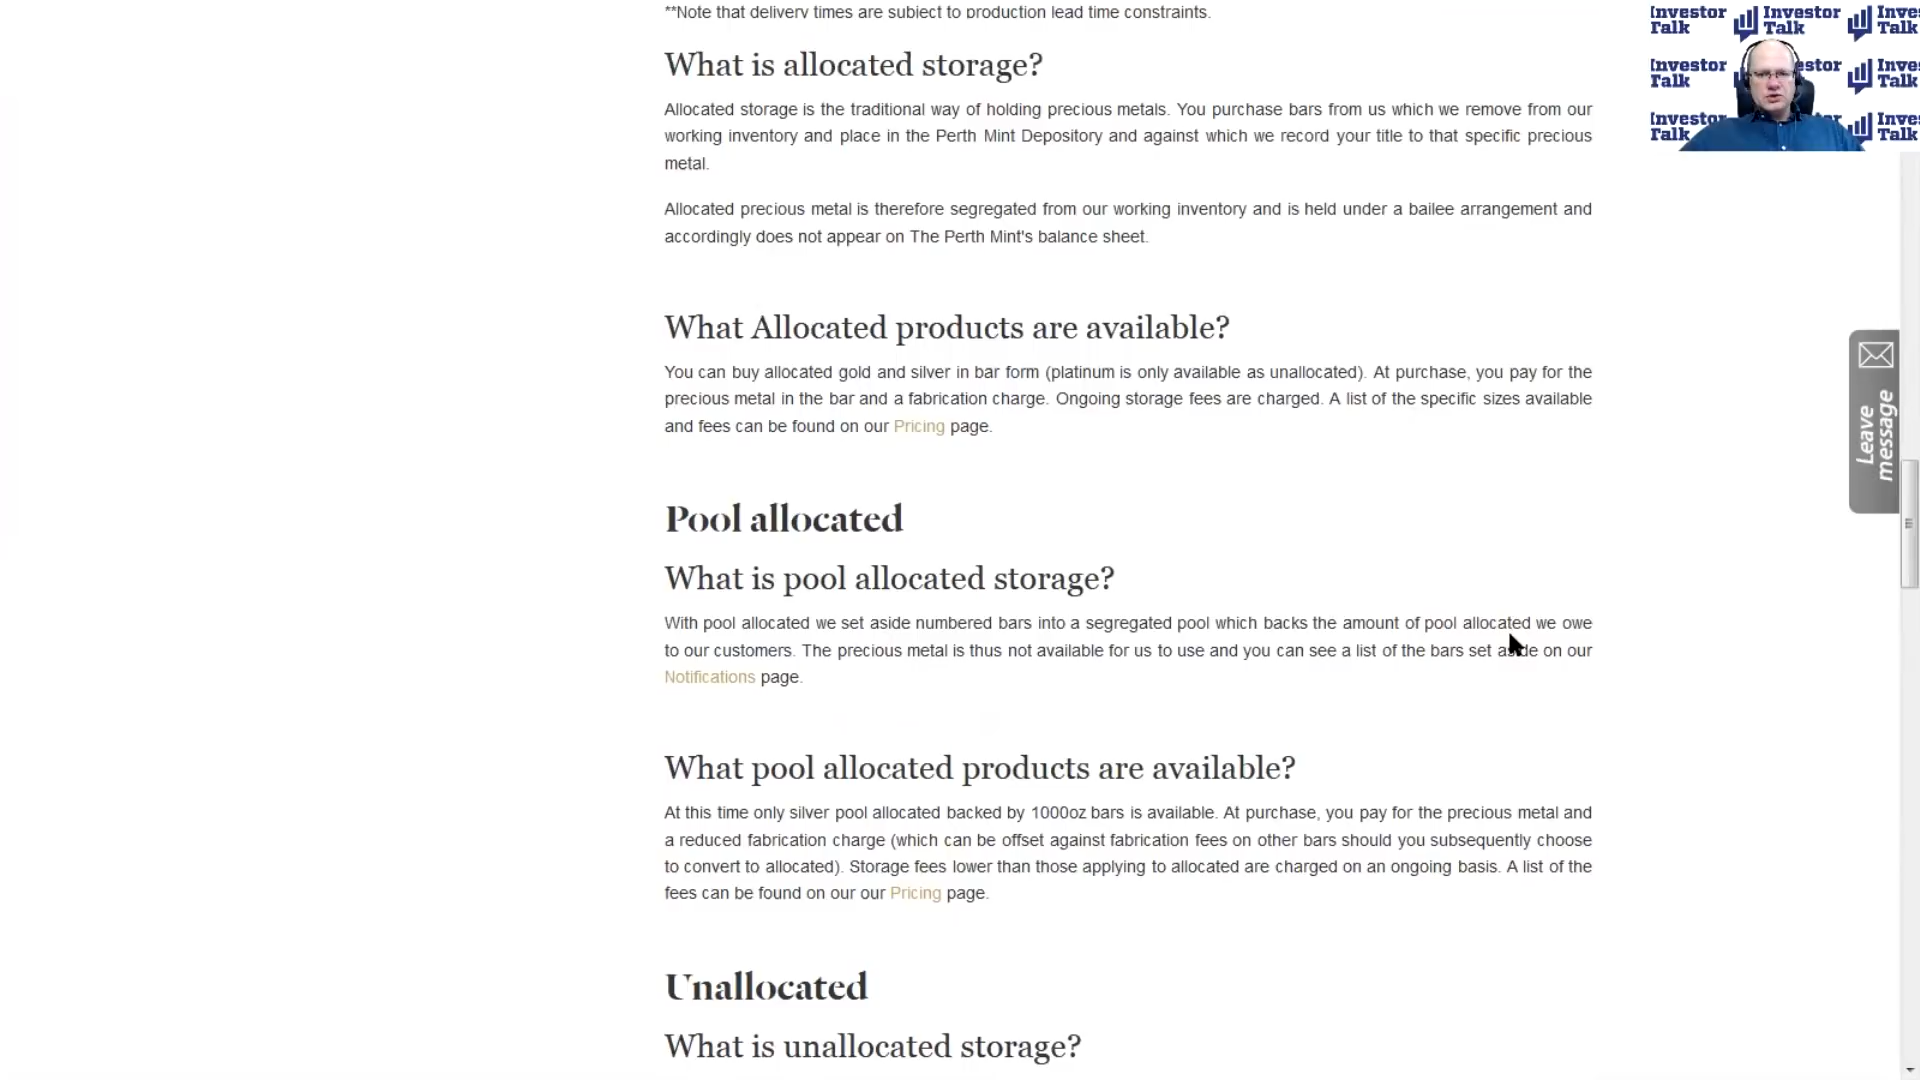 **Note that delivery times are subject to production lead time constraints.
What is allocated storage?
Allocated storage is the traditional way of holding precious metals. You purchase bars from us which we remove from our
working inventory and place in the Perth Mint Depository and against which we record your title to that specific precious
metal.
Allocated precious metal is therefore segregated from our working inventory and is held under a bailee arrangement and
accordingly does not appear on The Perth Mint's balance sheet.
What Allocated products are available?
You can buy allocated gold and silver in bar form (platinum is only available as unallocated). At purchase, you pay for the
precious metal in the bar and a fabrication charge. Ongoing storage fees are charged. A list of the specific sizes available
and fees can be found on our Pricing page.
Pool allocated
What is pool allocated storage?
With pool allocated we set aside numbered bars into a segregated pool which backs the amount of pool allocated we owe
to our customers. The precious metal is thus not available for us to use and you can see a list of the bars set aside on our
Notifications page.
What pool allocated products are available?
At this time only silver pool allocated backed by 1000oz bars is available. At purchase, you pay for the precious metal and
a reduced fabrication charge (which can be offset against fabrication fees on other bars should you subsequently choose
to convert to allocated). Storage fees lower than those applying to allocated are charged on an ongoing basis. A list of the
fees can be found on our our Pricing page.
Unallocated
What is unallocated storage?
Investor
Talk
Investor
Talk
Talk
Investor
Talk
Talk
Talk
Leave
message